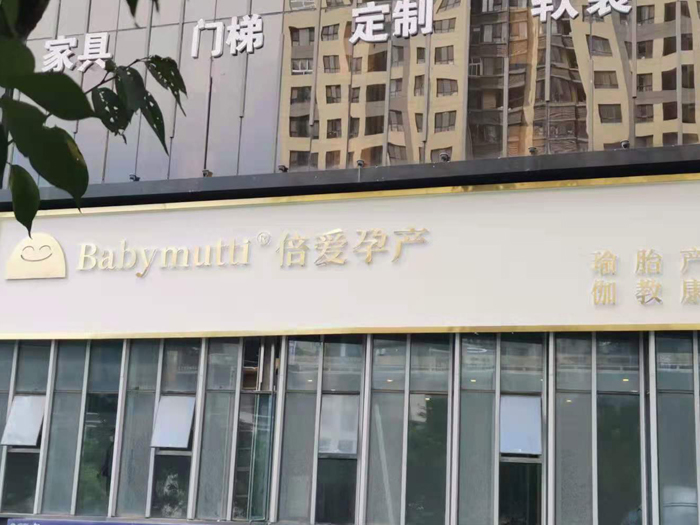 家具 门梯 定制 软装
Babymutti® 倍爱孕产
瑜 胎 产
伽 教 康